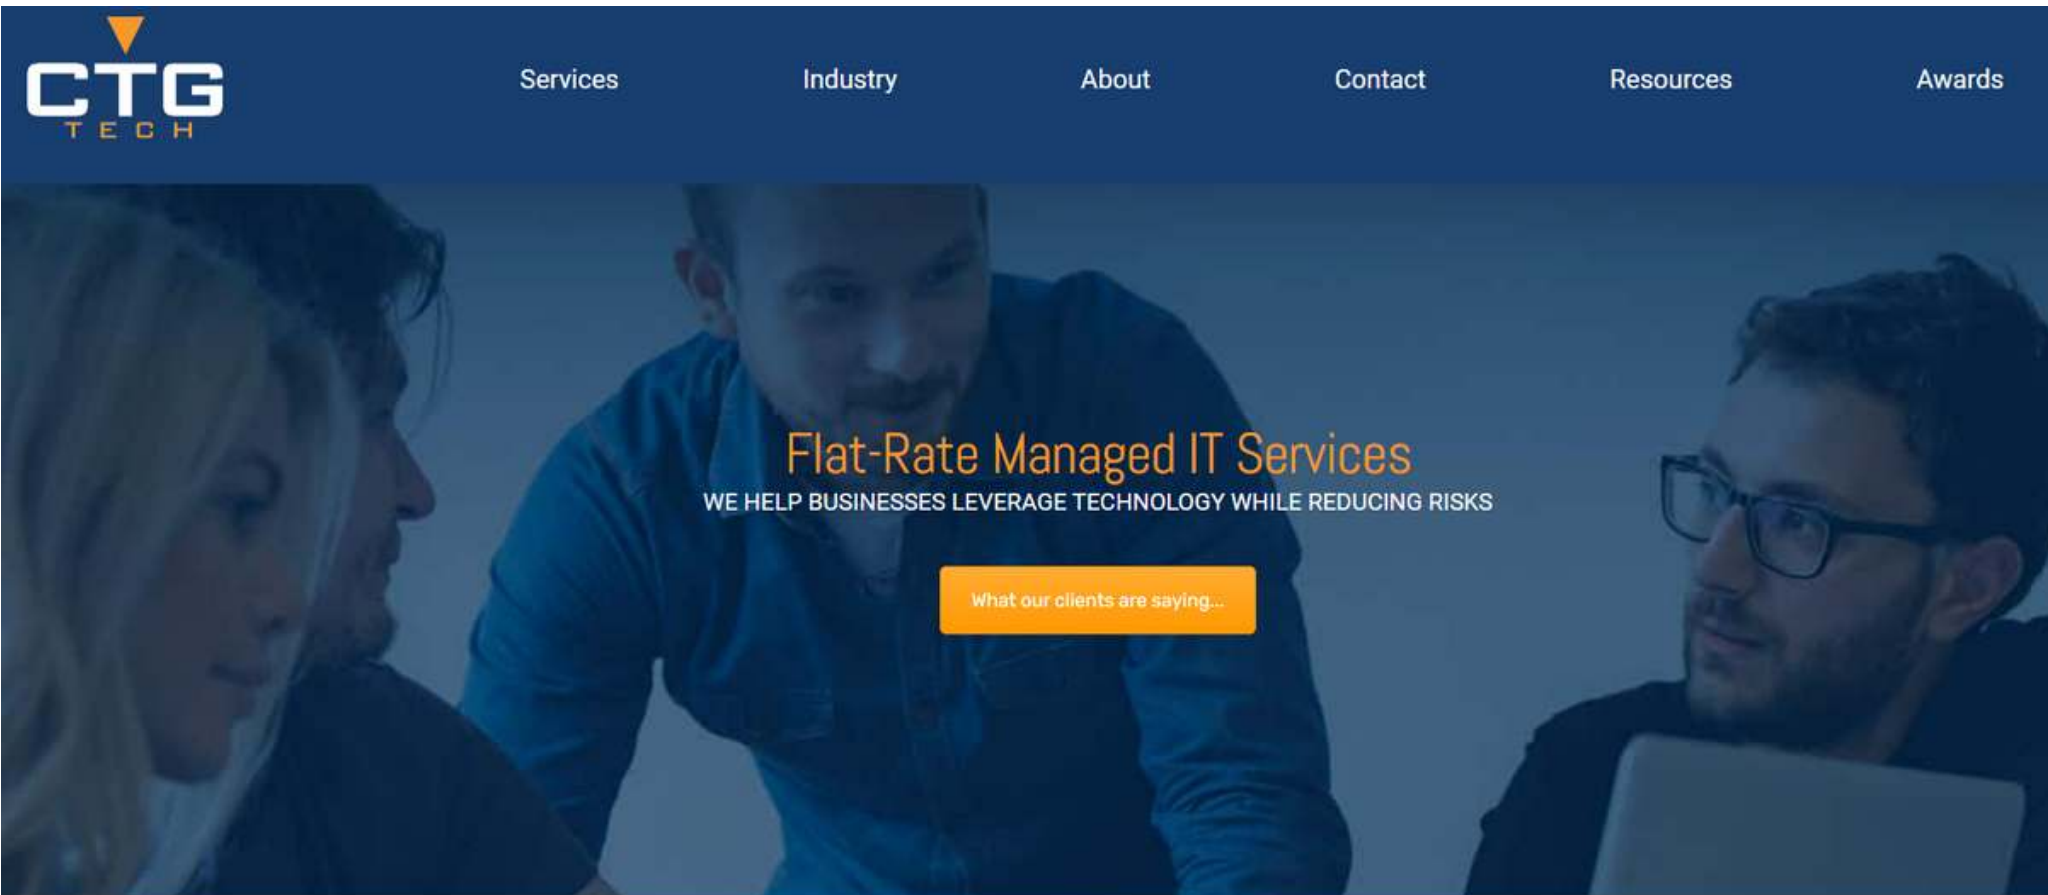 CTG
TECH
Services Industry About Contact Resources Awards
Flat-Rate Managed IT Services
WE HELP BUSINESSES LEVERAGE TECHNOLOGY WHILE REDUCING RISKS
What our clients are saying...